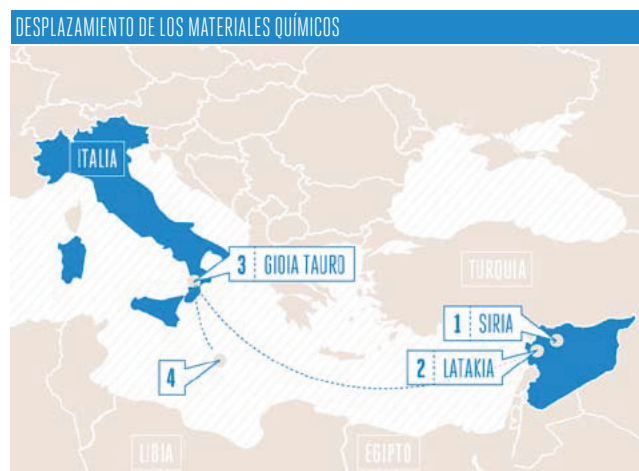 DESPLAZAMIENTO DE LOS MATERIALES QUÍMICOS
ITALIA
3 GIOIA TAURO
TURQUIA
1 SIRIA
2 LATAKIA
4
LIBIA
EGIPTO